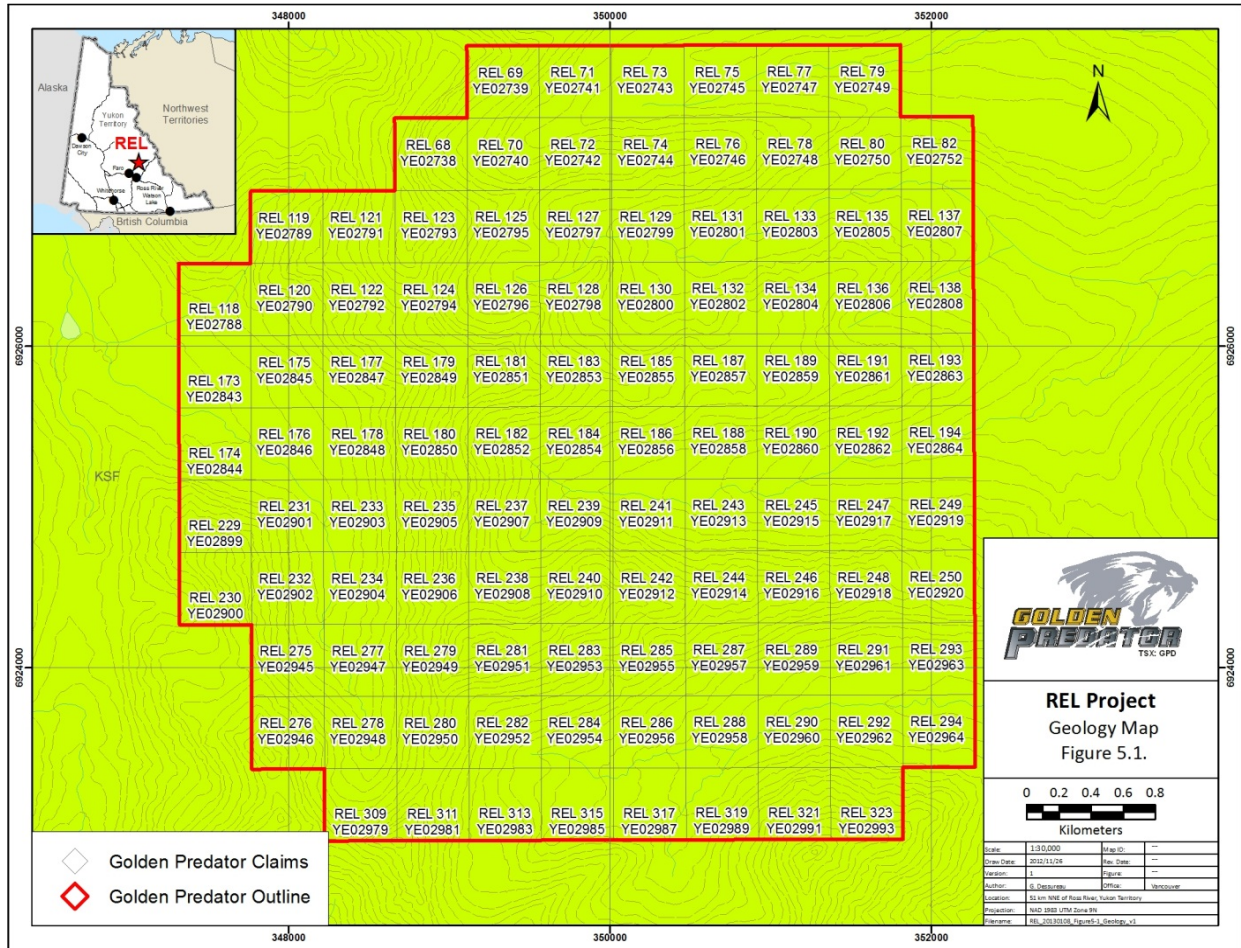 348000
350000
352000
Alaska
Yukon
Territory
Northwest
Territories
REL
Dawson
City
Faro
Ross River
Whitehorse
Watson
Lake
British Columbia
N
REL 69
YE02739
REL 71
YE02741
REL 73
YE02743
REL 75
YE02745
REL 77
YE02747
REL 79
YE02749
REL 68
YE02738
REL 70
YE02740
REL 72
YE02742
REL 74
YE02744
REL 76
YE02746
REL 78
YE02748
REL 80
YE02750
REL 82
YE02752
REL 119
YE02789
REL 121
YE02791
REL 123
YE02793
REL 125
YE02795
REL 127
YE02797
REL 129
YE02799
REL 131
YE02801
REL 133
YE02803
REL 135
YE02805
REL 137
YE02807
REL 118
YE02788
REL 120
YE02790
REL 122
YE02792
REL 124
YE02794
REL 126
YE02796
REL 128
YE02798
REL 130
YE02800
REL 132
YE02802
REL 134
YE02804
REL 136
YE02806
REL 138
YE02808
6926000
6926000
REL 173
YE02843
REL 175
YE02845
REL 177
YE02847
REL 179
YE02849
REL 181
YE02851
REL 183
YE02853
REL 185
YE02855
REL 187
YE02857
REL 189
YE02859
REL 191
YE02861
REL 193
YE02863
REL 174
YE02844
REL 176
YE02846
REL 178
YE02848
REL 180
YE02850
REL 182
YE02852
REL 184
YE02854
REL 186
YE02856
REL 188
YE02858
REL 190
YE02860
REL 192
YE02862
REL 194
YE02864
KSF
REL 229
YE02899
REL 231
YE02901
REL 233
YE02903
REL 235
YE02905
REL 237
YE02907
REL 239
YE02909
REL 241
YE02911
REL 243
YE02913
REL 245
YE02915
REL 247
YE02917
REL 249
YE02919
REL 230
YE02900
REL 232
YE02902
REL 234
YE02904
REL 236
YE02906
REL 238
YE02908
REL 240
YE02910
REL 242
YE02912
REL 244
YE02914
REL 246
YE02916
REL 248
YE02918
REL 250
YE02920
6924000
6924000
REL 275
YE02945
REL 277
YE02947
REL 279
YE02949
REL 281
YE02951
REL 283
YE02953
REL 285
YE02955
REL 287
YE02957
REL 289
YE02959
REL 291
YE02961
REL 293
YE02963
REL 276
YE02946
REL 278
YE02948
REL 280
YE02950
REL 282
YE02952
REL 284
YE02954
REL 286
YE02956
REL 288
YE02958
REL 290
YE02960
REL 292
YE02962
REL 294
YE02964
REL 309
YE02979
REL 311
YE02981
REL 313
YE02983
REL 315
YE02985
REL 317
YE02987
REL 319
YE02989
REL 321
YE02991
REL 323
YE02993
Golden Predator Claims
Golden Predator Outline
GOLDEN
PREDATOR
TSX: GPD
REL Project
Geology Map
Figure 5.1.
0 0.2 0.4 0.6 0.8
Kilometers
Scale: 1:30,000 Map ID: ---
Draw Date: 2012/11/26 Rev. Date: ---
Version: 1 Figure: ---
Author: G. Dessureau Office: Vancouver
Location: 51 km NNE of Ross River, Yukon Territory
Projection: NAD 1983 UTM Zone 9N
Filename: REL_20130108_Figure5-1_Geology_v1
348000
350000
352000